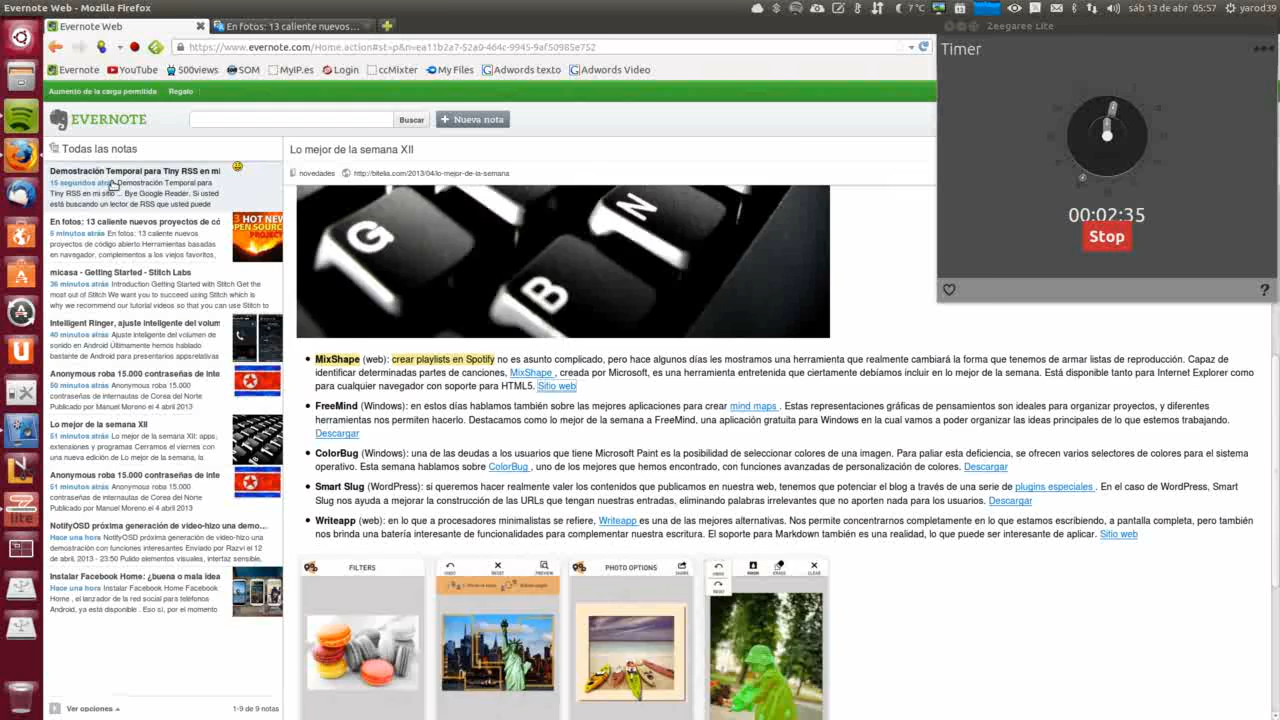 Evernote Web - Mozilla Firefox
7°C
sáb 13 de abr, 15:57
yarod39
Evernote Web
En fotos: 13 caliente nuevos...
https://www.evernote.com/Home.action#st=p&n=ea11b2a7-52a0-464c-9945-9af50985e752
Evernote
YouTube
500views
SOM
MyIP.es
Login
ccMixter
My Files
Adwords texto
Adwords Video
Aumento de la carga permitida
Regalo
EVERNOTE
Buscar
+ Nueva nota
Todas las notas
Demostración Temporal para Tiny RSS en mi
15 segundos atrás Demostración Temporal para
Tiny RSS en mi sitio ... Bye Google Reader. Si usted
está buscando un lector de RSS que usted puede
En fotos: 13 caliente nuevos proyectos de có
5 minutos atrás En fotos: 13 caliente nuevos
proyectos de código abierto Herramientas basadas
en navegador, complementos a los viejos favoritos,
3 HOT NEW
OPEN SOURCE
PROJECTS
micasa - Getting Started - Stitch Labs
36 minutos atrás Introduction Getting Started with Stitch Get the
most out of Stitch We want you to succeed using Stitch which is
why we recommend our tutorial videos so that you can use Stitch to
Intelligent Ringer, ajuste inteligente del volum
40 minutos atrás Ajuste inteligente del volumen de
sonido en Android Últimamente hemos hablado
bastante de Android para presentarlos appsrelativas
Anonymous roba 15.000 contraseñas de inte
50 minutos atrás Anonymous roba 15.000
contraseñas de internautas de Corea del Norte
Publicado por Manuel Moreno el 4 abril 2013
Lo mejor de la semana XII
51 minutos atrás Lo mejor de la semana XII: apps,
extensiones y programas Cerramos el viernes con
una nueva edición de Lo mejor de la semana, la
Anonymous roba 15.000 contraseñas de inte
51 minutos atrás Anonymous roba 15.000
contraseñas de internautas de Corea del Norte
Publicado por Manuel Moreno el 4 abril 2013
NotifyOSD próxima generación de video-hizo una demo...
Hace una hora NotifyOSD próxima generación de video-hizo una
demostración con funciones interesantes Enviado por Razvi el 12
de abril, 2013 - 23:50 Pulido elementos visuales, interfaz sensible,
Instalar Facebook Home: ¿buena o mala idea
Hace una hora Instalar Facebook Home Facebook
Home , el lanzador de la red social para teléfonos
Android, ya está disponible . Eso sí, por el momento
Ver opciones
1-9 de 9 notas
Lo mejor de la semana XII
novedades
http://bitelia.com/2013/04/lo-mejor-de-la-semana
G
B
N
MixShape (web): crear playlists en Spotify no es asunto complicado, pero hace algunos días les mostramos una herramienta que realmente cambiará la forma que tenemos de armar listas de reproducción. Capaz de
identificar determinadas partes de canciones, MixShape , creada por Microsoft, es una herramienta entretenida que ciertamente debíamos incluir en lo mejor de la semana. Está disponible tanto para Internet Explorer como
para cualquier navegador con soporte para HTML5. Sitio web
FreeMind (Windows): en estos días hablamos también sobre las mejores aplicaciones para crear mind maps . Estas representaciones gráficas de pensamientos son ideales para organizar proyectos, y diferentes
herramientas nos permiten hacerlo. Destacamos como lo mejor de la semana a FreeMind, una aplicación gratuita para Windows en la cual vamos a poder organizar las ideas principales de lo que estemos trabajando.
Descargar
ColorBug (Windows): una de las deudas a los usuarios que tiene Microsoft Paint es la posibilidad de seleccionar colores de una imagen. Para paliar esta deficiencia, se ofrecen varios selectores de colores para el sistema
operativo. Esta semana hablamos sobre ColorBug , uno de los mejores que hemos encontrado, con funciones avanzadas de personalización de colores. Descargar
Smart Slug (WordPress): si queremos hacer realmente valer los contenidos que publicamos en nuestra web, tenemos que potenciar el blog a través de una serie de plugins especiales . En el caso de WordPress, Smart
Slug nos ayuda a mejorar la construcción de las URLs que tengan nuestras entradas, eliminando palabras irrelevantes que no aporten nada para los usuarios. Descargar
Writeapp (web): en lo que a procesadores minimalistas se refiere, Writeapp es una de las mejores alternativas. Nos permite concentrarnos completamente en lo que estamos escribiendo, a pantalla completa, pero también
nos brinda una batería interesante de funcionalidades para complementar nuestra escritura. El soporte para Markdown también es una realidad, lo que puede ser interesante de aplicar. Sitio web
FILTERS
UNDO
RESET
PREVIEW
PHOTO OPTIONS
SHARE
UNDO
ERASE
CLEAR
RESET
Zeegaree Lite
Timer
00:02:35
Stop
?
lite